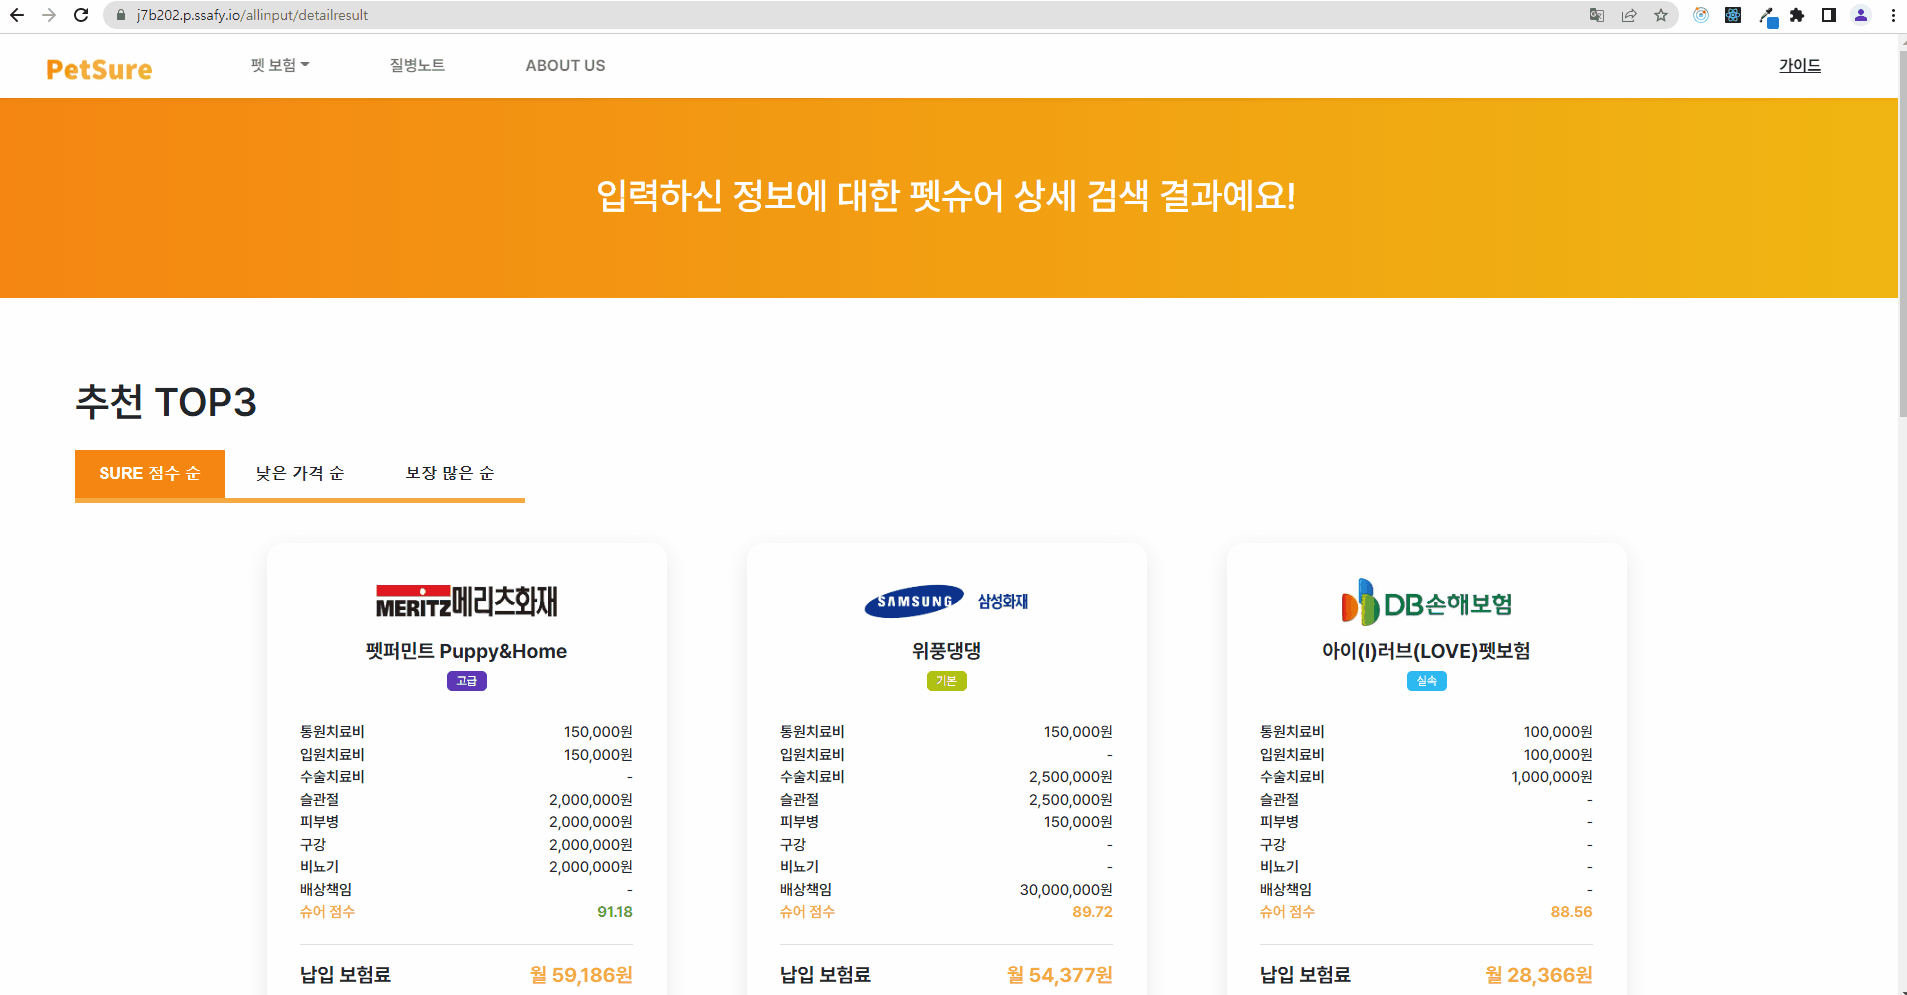 j7b202.p.ssafy.io/allinput/detailresult
PetSure
펫 보험
질병노트
ABOUT US
가이드
입력하신 정보에 대한 펫슈어 상세 검색 결과예요!
추천 TOP3
SURE 점수 순
낮은 가격 순
보장 많은 순
MERITZ메리츠화재
펫퍼민트 Puppy&Home
고급
통원치료비 150,000원
입원치료비 150,000원
수술치료비 -
슬관절 2,000,000원
피부병 2,000,000원
구강 2,000,000원
비뇨기 2,000,000원
배상책임 -
슈어 점수 91.18
납입 보험료 월 59,186원
SAMSUNG 삼성화재
위풍댕댕
기본
통원치료비 150,000원
입원치료비 -
수술치료비 2,500,000원
슬관절 2,500,000원
피부병 150,000원
구강 -
비뇨기 -
배상책임 30,000,000원
슈어 점수 89.72
납입 보험료 월 54,377원
DB손해보험
아이(I)러브(LOVE)펫보험
실속
통원치료비 100,000원
입원치료비 100,000원
수술치료비 1,000,000원
슬관절 -
피부병 -
구강 -
비뇨기 -
배상책임 -
슈어 점수 88.56
납입 보험료 월 28,366원